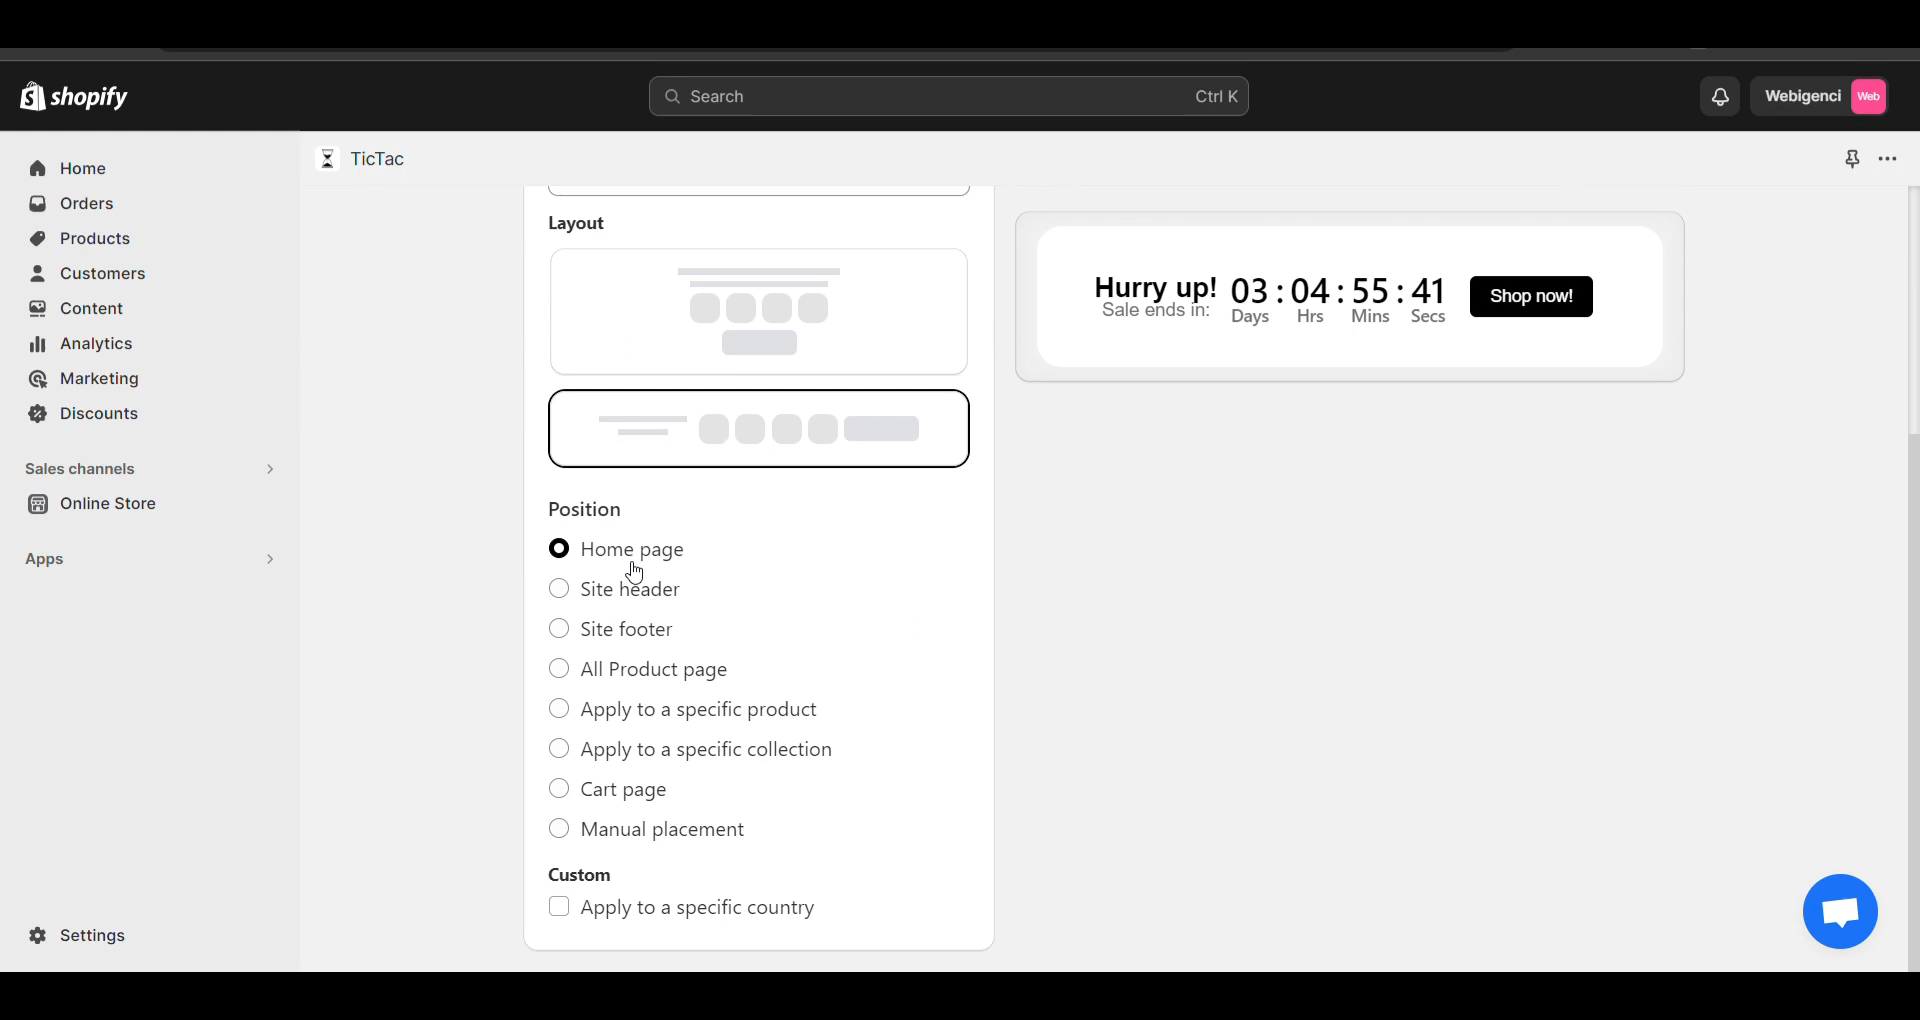 shopify
Search
Ctrl K
Webigenci
Web
Home
Orders
Products
Customers
Content
Analytics
Marketing
Discounts
Sales channels
Online Store
Apps
Settings
TicTac
Layout
Position
Home page
Site header
Site footer
All Product page
Apply to a specific product
Apply to a specific collection
Cart page
Manual placement
Custom
Apply to a specific country
Hurry up!
Sale ends in:
03 : 04 : 55 : 41
Days Hrs Mins Secs
Shop now!